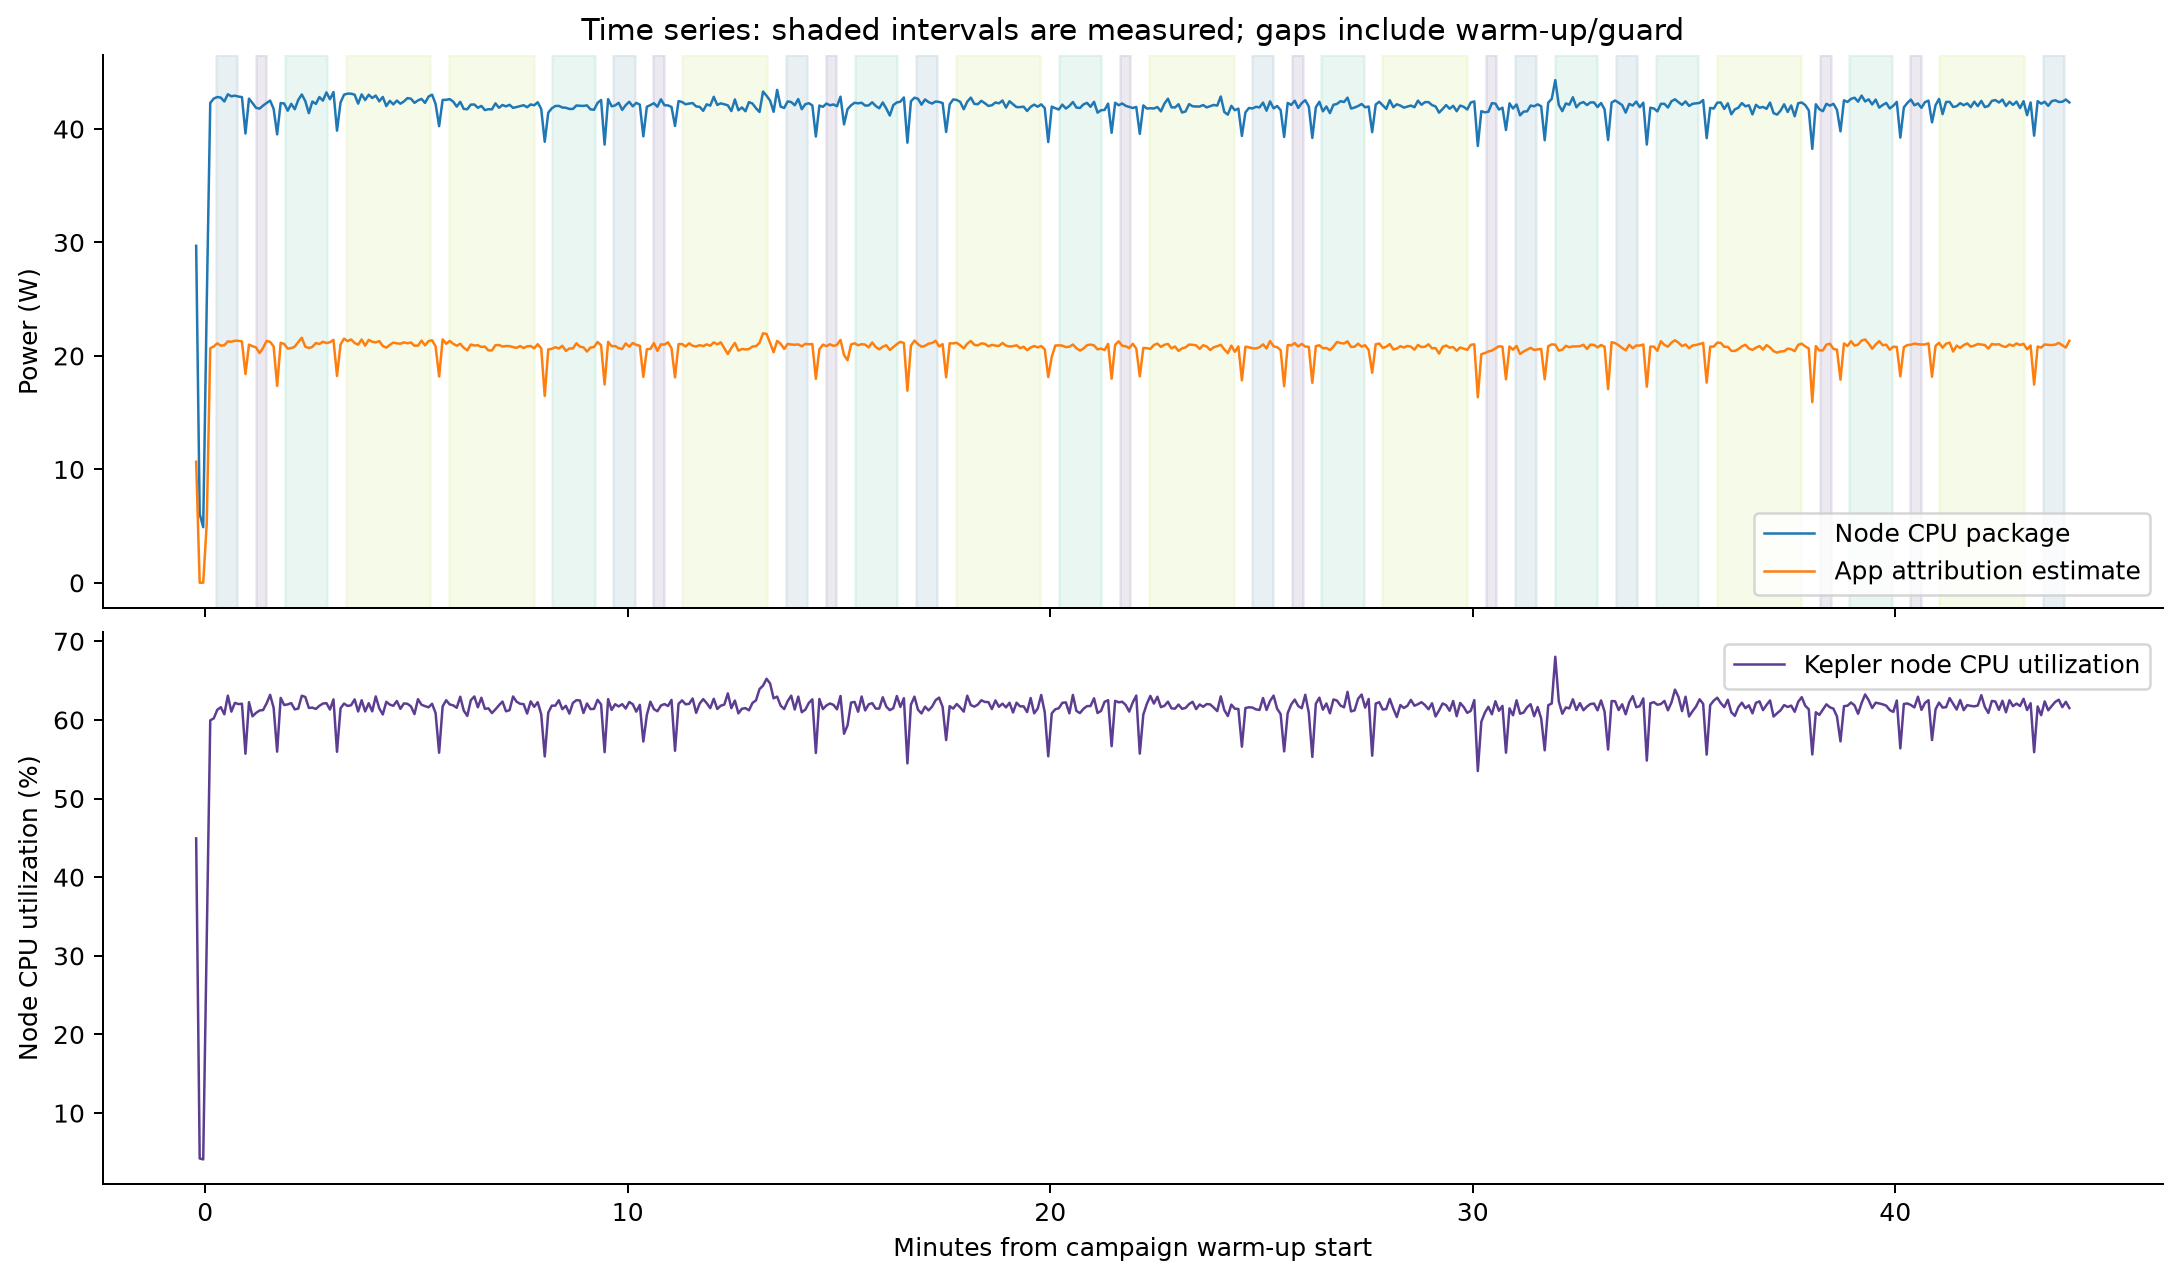 Time series: shaded intervals are measured; gaps include warm-up/guard
Power (W)
40
30
20
10
0
Node CPU package
App attribution estimate
Node CPU utilization (%)
70
60
50
40
30
20
10
Kepler node CPU utilization
0 10 20 30 40
Minutes from campaign warm-up start